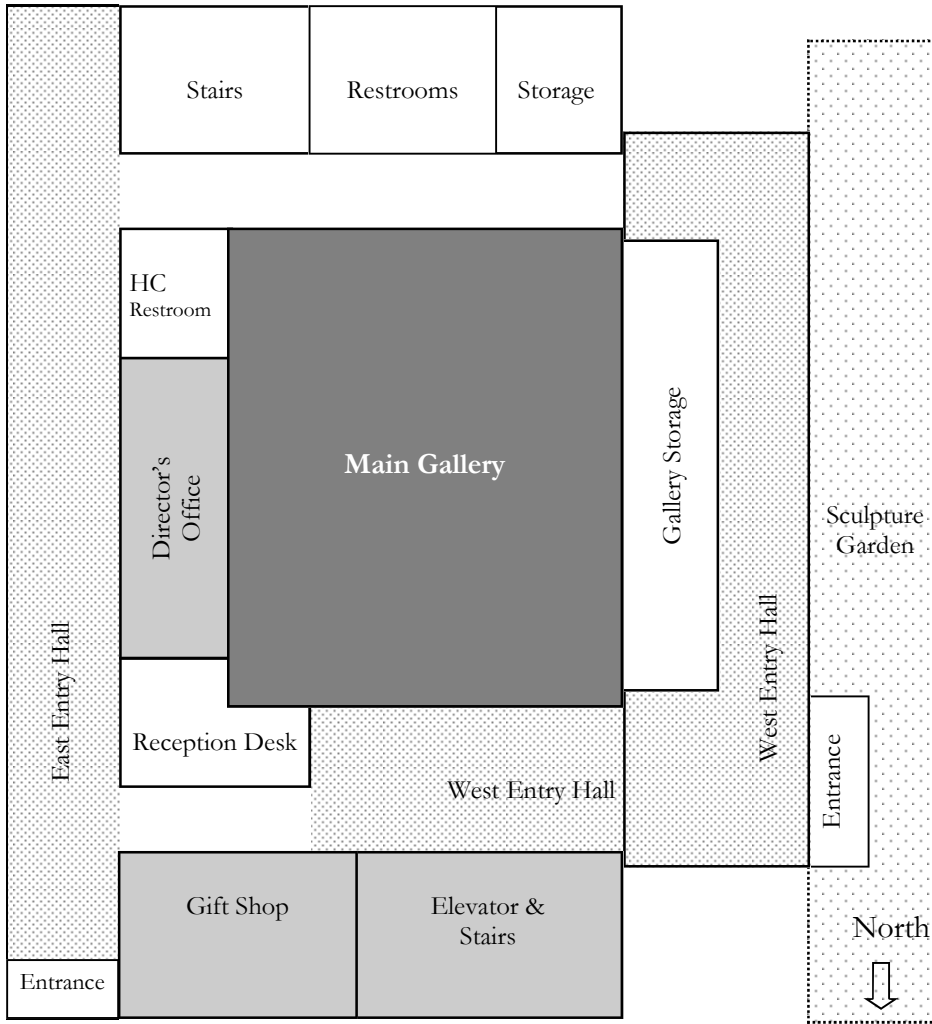 Stairs
Restrooms
Storage
HC
Restroom
Main Gallery
Director’s
Office
Gallery Storage
Sculpture
Garden
East Entry Hall
West Entry Hall
Reception Desk
West Entry Hall
Entrance
Gift Shop
Elevator &
Stairs
North
Entrance